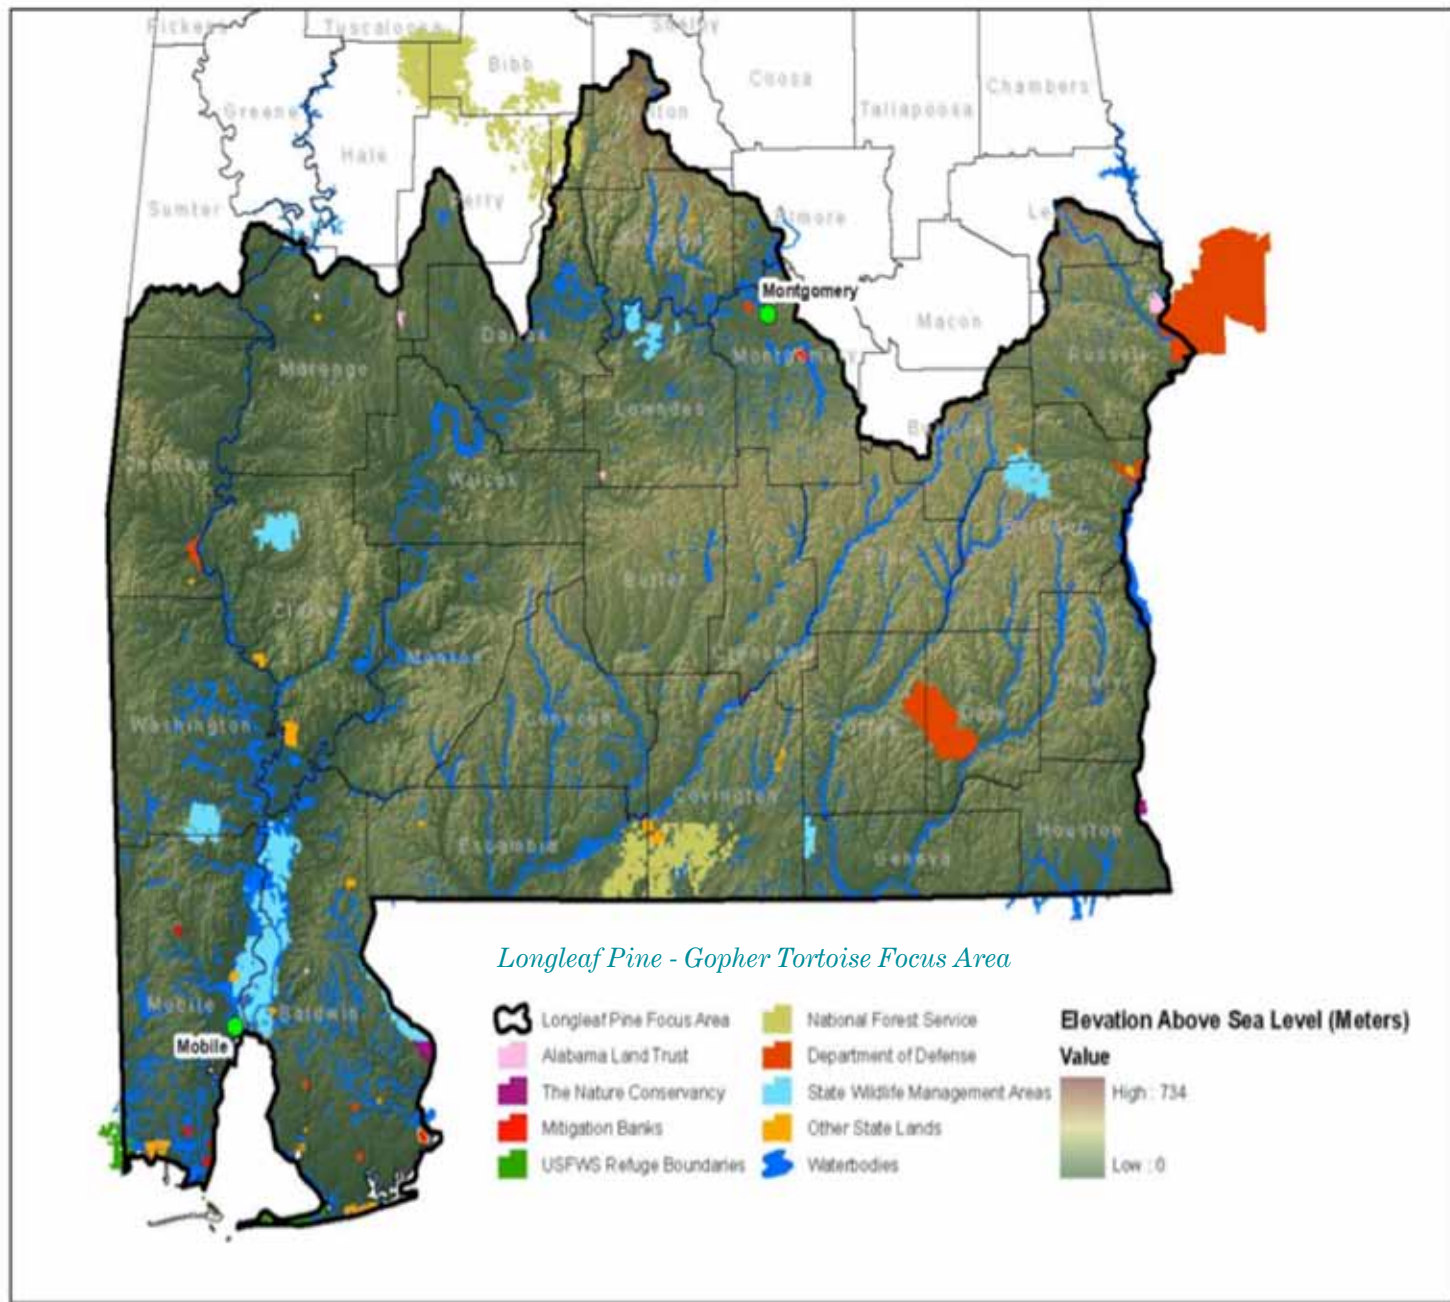 Pickens
Tuscaloosa
Shelby
Bibb
Coosa
Chambers
Greene
Tallapoosa
Hale
Sumter
Elmore
Montgomery
Macon
Dallas
Montgomery
Russell
Marengo
Lowndes
Wilcox
Butler
Pike
Clarke
Monroe
Washington
Conecuh
Covington
Escambia
Geneva
Houston
Mobile
Baldwin
Mobile
Longleaf Pine - Gopher Tortoise Focus Area
Longleaf Pine Focus Area
National Forest Service
Elevation Above Sea Level (Meters)
Alabama Land Trust
Department of Defense
Value
The Nature Conservancy
State Wildlife Management Areas
High : 734
Mitigation Banks
Other State Lands
USFWS Refuge Boundaries
Waterbodies
Low : 0